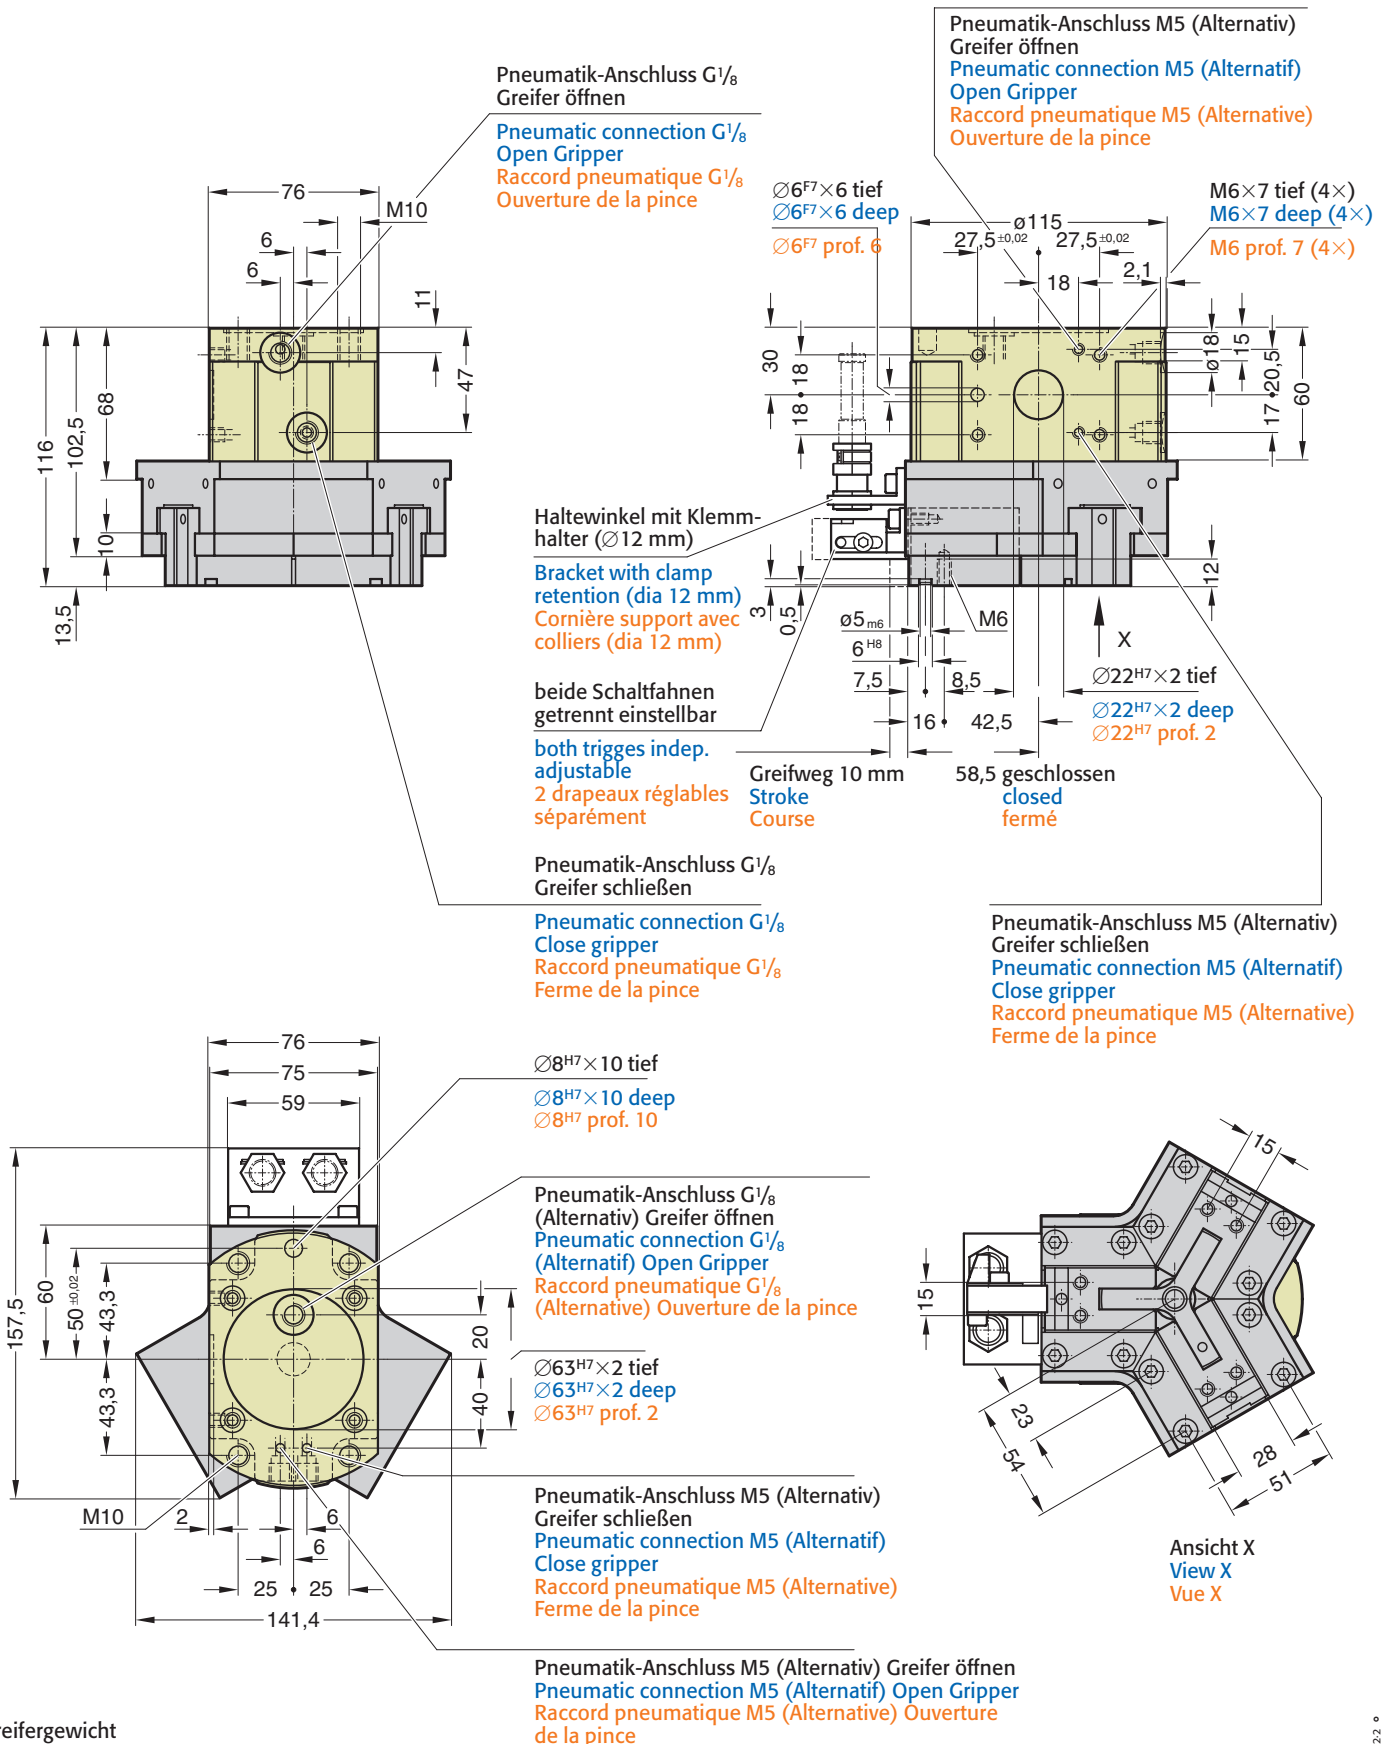 Pneumatik-Anschluss M5 (Alternativ)
Greifer öffnen
Pneumatic connection M5 (Alternatif)
Open Gripper
Raccord pneumatique M5 (Alternative)
Ouverture de la pince
Pneumatik-Anschluss G1/8
Greifer öffnen
Pneumatic connection G1/8
Open Gripper
Raccord pneumatique G1/8
Ouverture de la pince
76
M10
6
6
11
116
102,5
68
10
13,5
47
∅6F7×6 tief
∅6F7×6 deep
∅6F7 prof. 6
M6×7 tief (4×)
M6×7 deep (4×)
M6 prof. 7 (4×)
ø115
27,5 ±0,02
27,5 ±0,02
18
2,1
30
18
18
ø18
15
20,5
17
60
12
Haltewinkel mit Klemm-
halter (∅12 mm)
Bracket with clamp
retention (dia 12 mm)
Cornière support avec
colliers (dia 12 mm)
3
0,5
ø5 m6
6 H8
M6
X
7,5
8,5
16
42,5
∅22H7×2 tief
∅22H7×2 deep
∅22H7 prof. 2
beide Schaltfahnen
getrennt einstellbar
both trigges indep.
adjustable
2 drapeaux réglables
séparément
Greifweg 10 mm
Stroke
Course
58,5 geschlossen
closed
fermé
Pneumatik-Anschluss G1/8
Greifer schließen
Pneumatic connection G1/8
Close gripper
Raccord pneumatique G1/8
Ferme de la pince
Pneumatik-Anschluss M5 (Alternativ)
Greifer schließen
Pneumatic connection M5 (Alternatif)
Close gripper
Raccord pneumatique M5 (Alternative)
Ferme de la pince
76
75
59
∅8H7×10 tief
∅8H7×10 deep
∅8H7 prof. 10
157,5
60
50 ±0,02
43,3
43,3
20
40
Pneumatik-Anschluss G1/8
(Alternativ) Greifer öffnen
Pneumatic connection G1/8
(Alternatif) Open Gripper
Raccord pneumatique G1/8
(Alternative) Ouverture de la pince
∅63H7×2 tief
∅63H7×2 deep
∅63H7 prof. 2
M10
2
6
6
25
25
141,4
Pneumatik-Anschluss M5 (Alternativ)
Greifer schließen
Pneumatic connection M5 (Alternatif)
Close gripper
Raccord pneumatique M5 (Alternative)
Ferme de la pince
Pneumatik-Anschluss M5 (Alternativ) Greifer öffnen
Pneumatic connection M5 (Alternatif) Open Gripper
Raccord pneumatique M5 (Alternative) Ouverture
de la pince
15
15
23
54
28
51
Ansicht X
View X
Vue X
reifergewicht